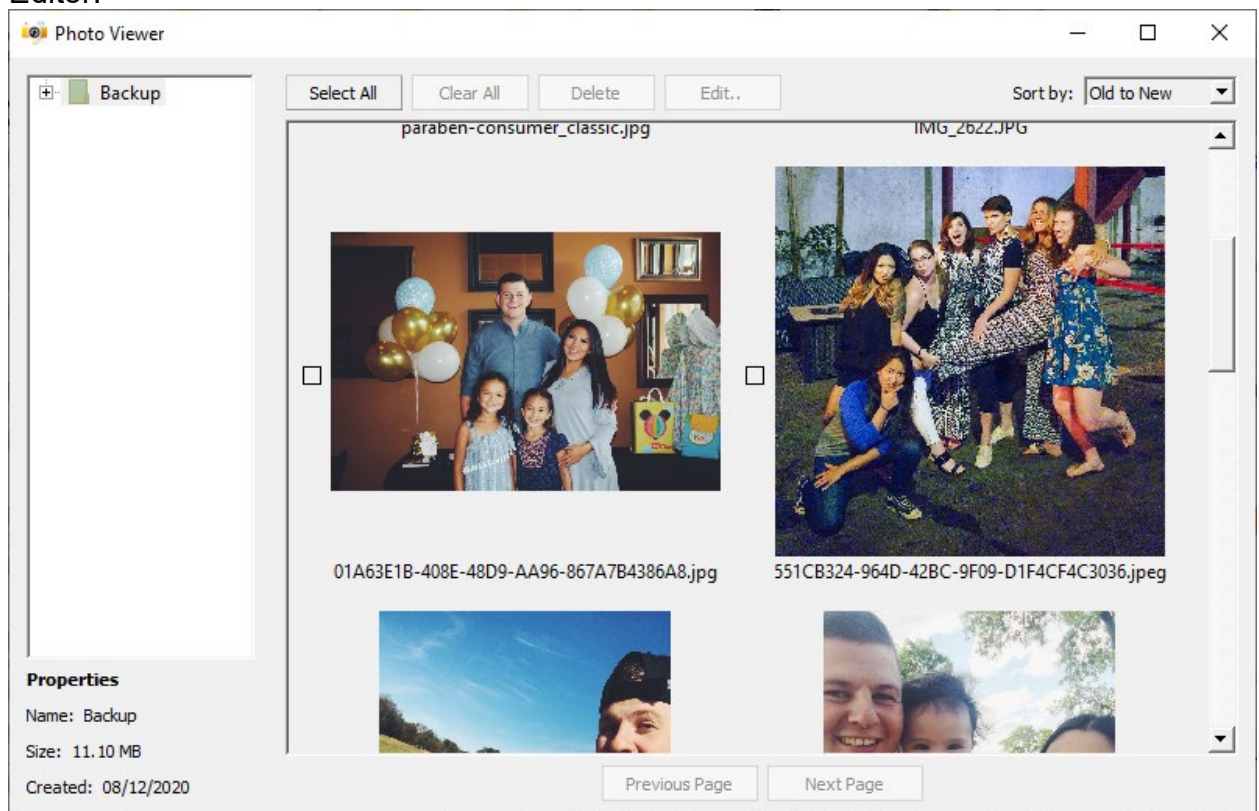 Photo Viewer
Backup
Select All Clear All Delete Edit.. Sort by: Old to New
paraben-consumer_classic.jpg IMG_2622.JPG
01A63E1B-408E-48D9-AA96-867A7B4386A8.jpg 551CB324-964D-42BC-9F09-D1F4CF4C3036.jpeg
Properties
Name: Backup
Size: 11.10 MB
Created: 08/12/2020
Previous Page Next Page